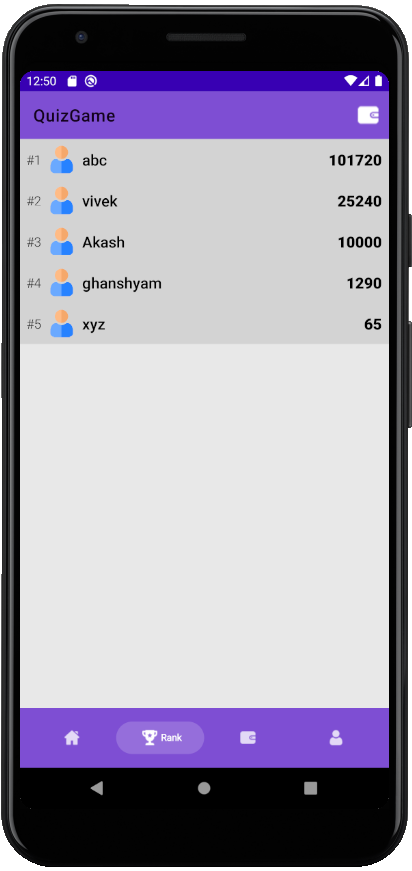 12:50
QuizGame
#1 abc 101720
#2 vivek 25240
#3 Akash 10000
#4 ghanshyam 1290
#5 xyz 65
Rank